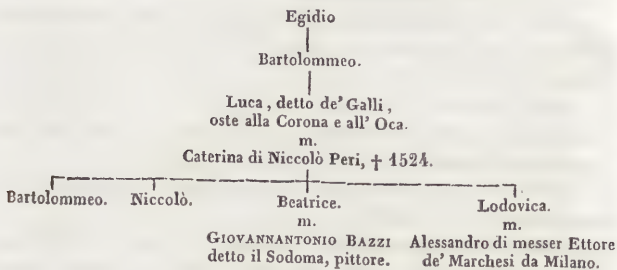 Egidio
Bartolommeo.
Luca, detto de' Galli,
oste alla Corona e all' Oca.
m.
Caterina di Niccolò Peri, † 1524.
Bartolommeo. Niccolò. Beatrice. Lodovica.
m. m.
GIOVANNANTONIO BAZZI Alessandro di messer Ettore
detto il Sodoma, pittore. de' Marchesi da Milano.